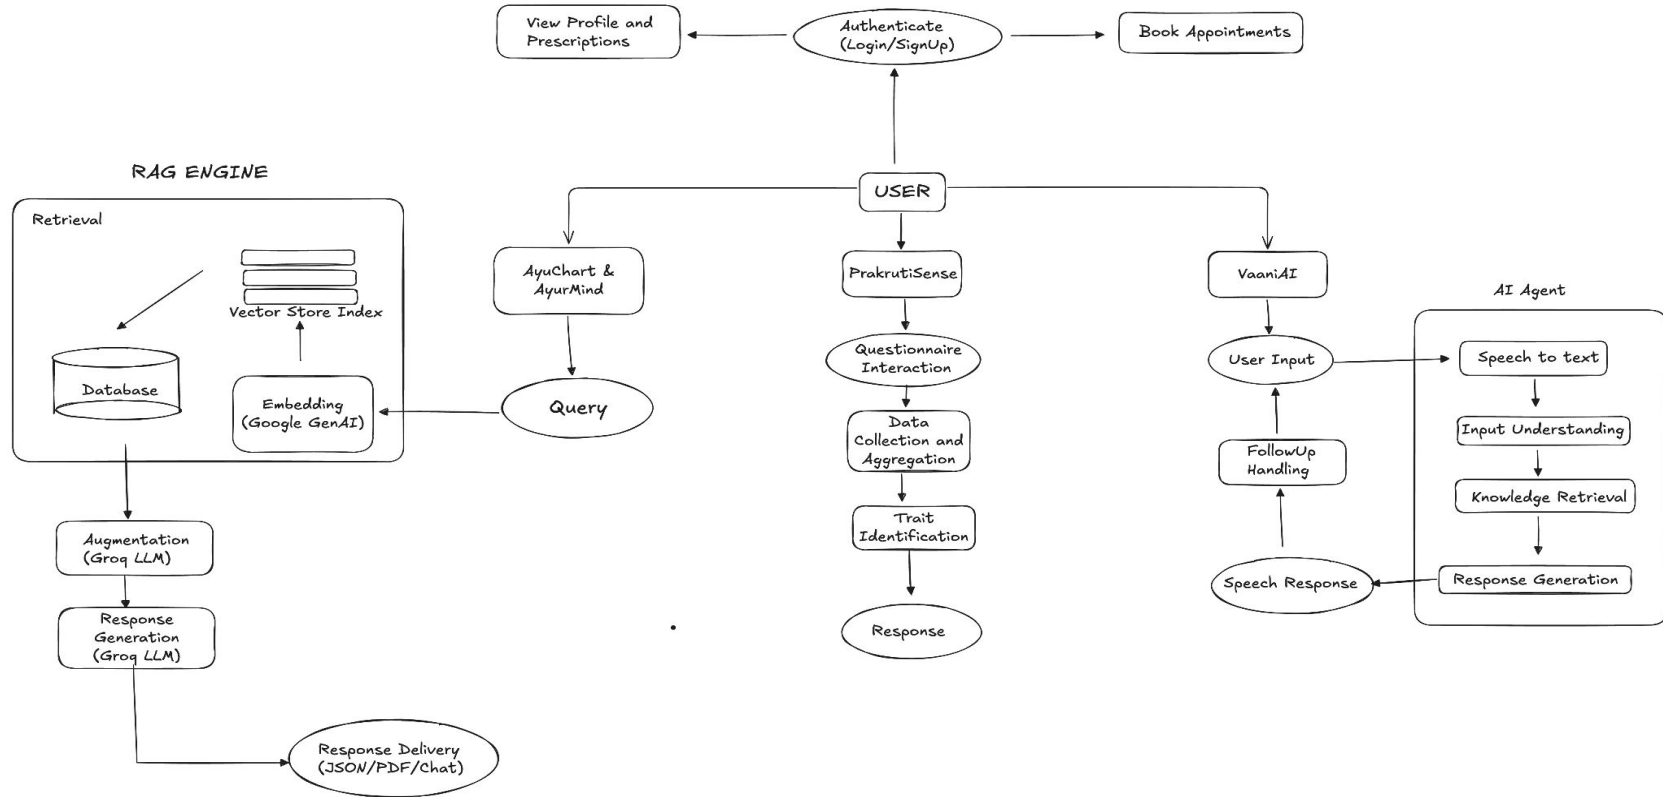 View Profile and
Prescriptions
Authenticate
(Login/SignUp)
Book Appointments
RAG ENGINE
USER
Retrieval
Vector Store Index
Database
Embedding
(Google GenAI)
AyuChart &
AyurMind
Query
Augmentation
(Groq LLM)
Response
Generation
(Groq LLM)
Response Delivery
(JSON/PDF/Chat)
PrakrutiSense
Questionnaire
Interaction
Data
Collection and
Aggregation
Trait
Identification
Response
VaaniAI
User Input
FollowUp
Handling
Speech Response
AI Agent
Speech to text
Input Understanding
Knowledge Retrieval
Response Generation